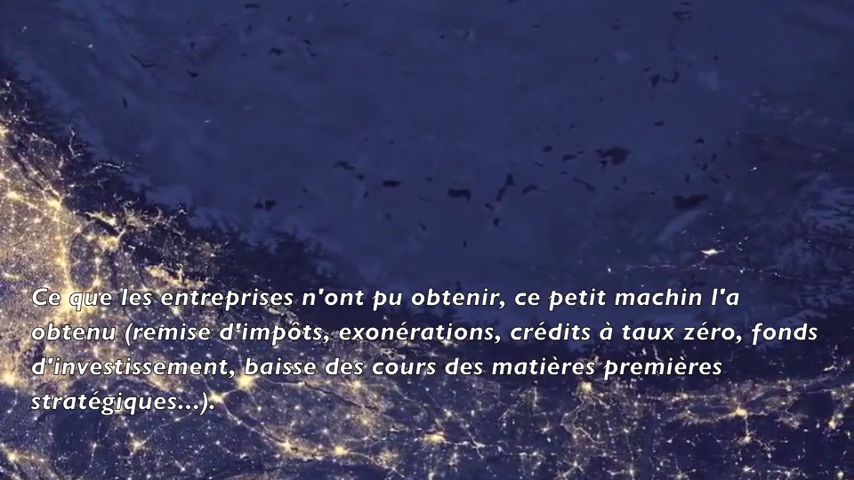 Ce que les entreprises n'ont pu obtenir, ce petit machin l'a
obtenu (remise d'impôts, exonérations, crédits à taux zéro, fonds
d'investissement, baisse des cours des matières premières
stratégiques...).